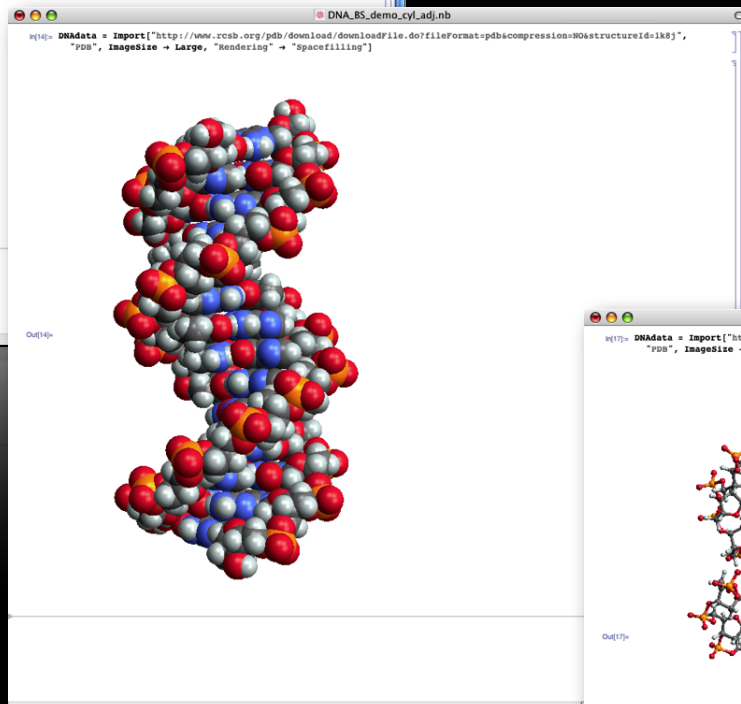 DNA_BS_demo_cyl_adj.nb
In[14]:= DNAdata = Import["http://www.rcsb.org/pdb/download/downloadFile.do?fileFormat=pdb&compression=NO&structureId=1k8j",
"PDB", ImageSize → Large, "Rendering" → "Spacefilling"]
Out[14]=
In[17]:= DNAdata = Import["ht
"PDB", ImageSize →
Out[17]=